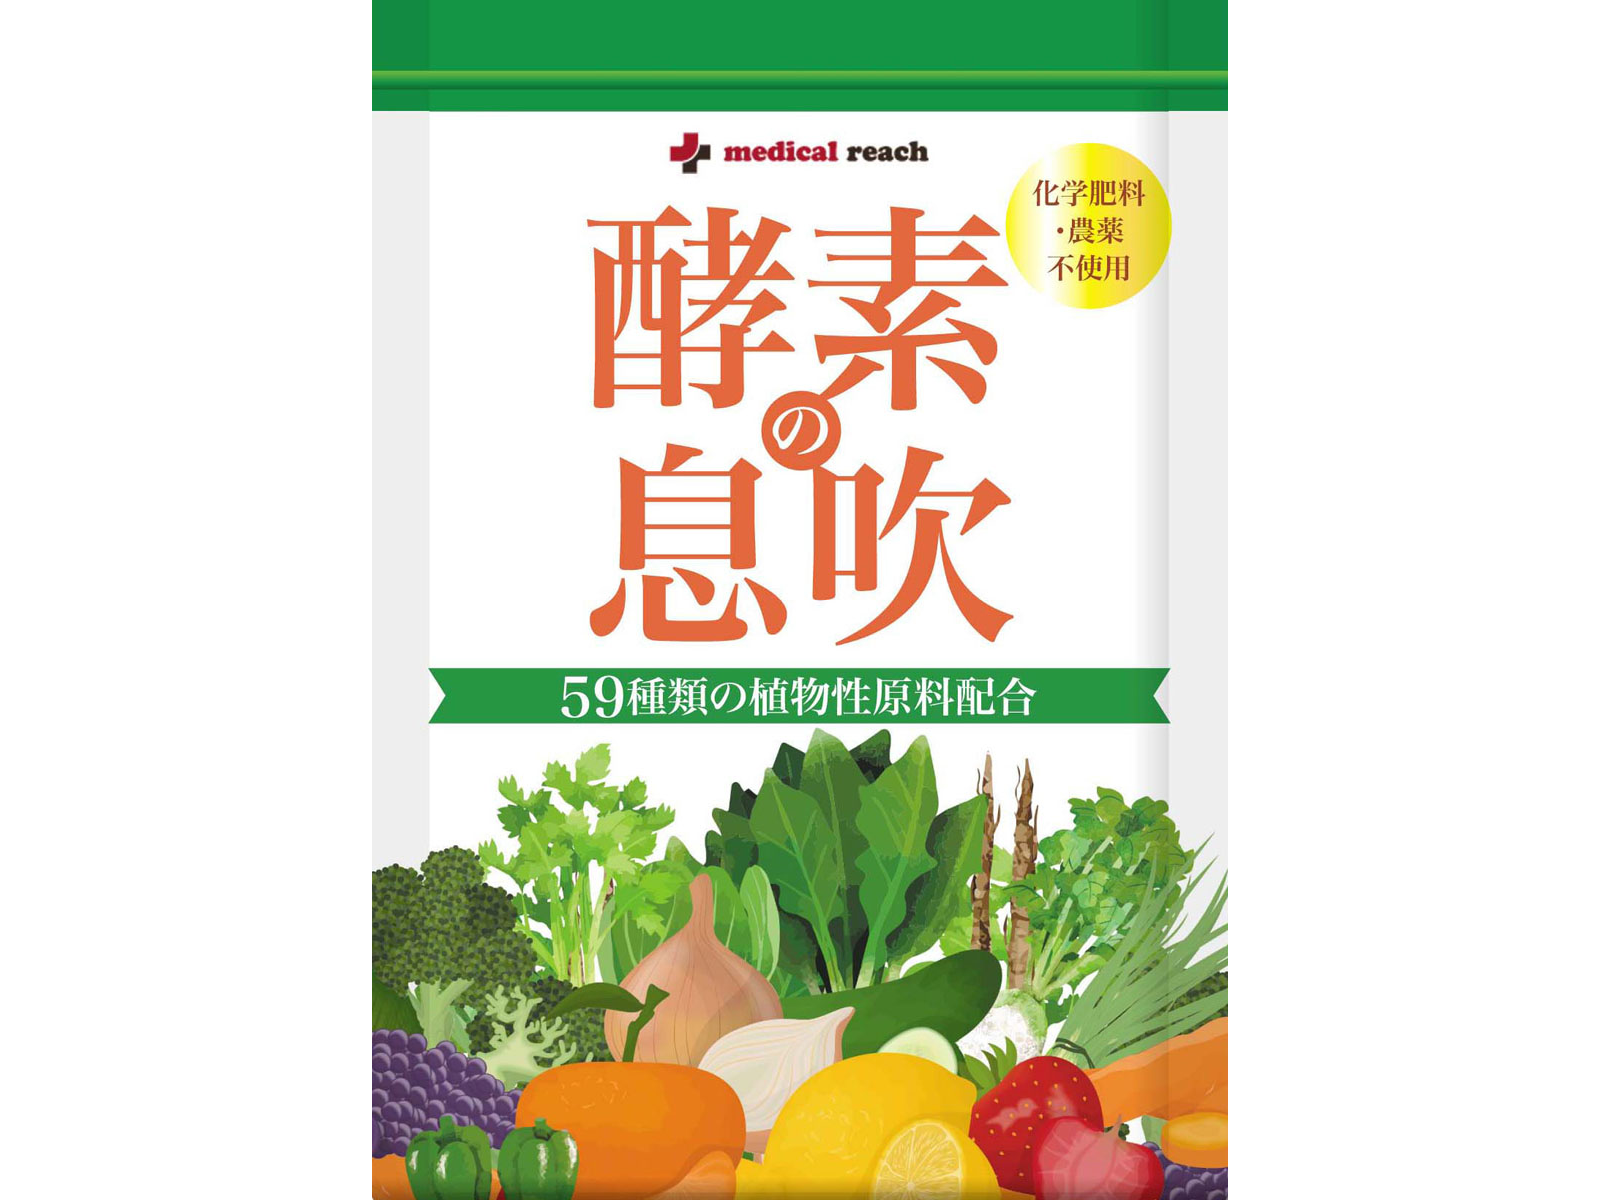 medical reach
化学肥料
・農薬
不使用
酵素
の
息吹
59種類の植物性原料配合